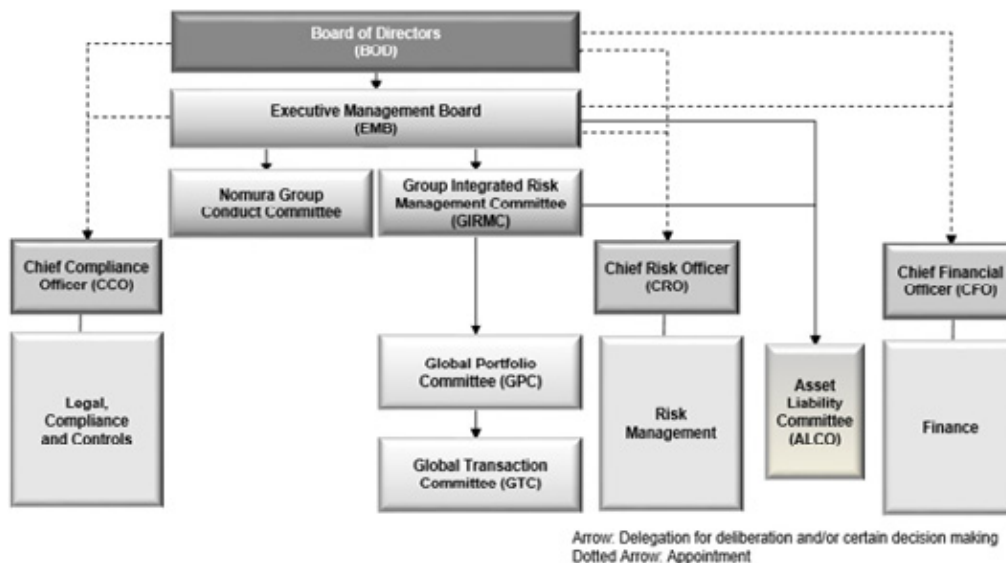 Board of Directors
(BOD)
Executive Management Board
(EMB)
Nomura Group
Conduct Committee
Group Integrated Risk
Management Committee
(GIRMC)
Chief Compliance
Officer (CCO)
Chief Risk Officer
(CRO)
Chief Financial
Officer (CFO)
Legal,
Compliance
and Controls
Global Portfolio
Committee (GPC)
Global Transaction
Committee (GTC)
Risk
Management
Asset
Liability
Committee
(ALCO)
Finance
Arrow: Delegation for deliberation and/or certain decision making
Dotted Arrow: Appointment